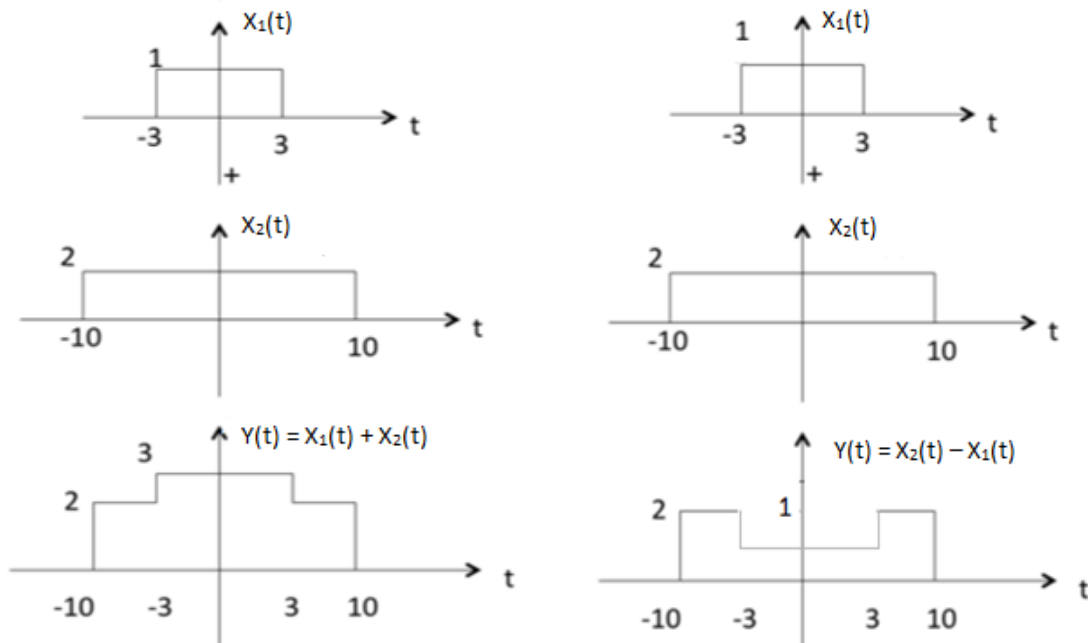 X₁(t)
1
t
-3
3
+
X₂(t)
2
t
-10
10
Y(t) = X₁(t) + X₂(t)
3
2
t
-10 -3 3 10
X₁(t)
1
t
-3
3
+
X₂(t)
2
t
-10
10
Y(t) = X₂(t) – X₁(t)
2
1
t
-10 -3 3 10